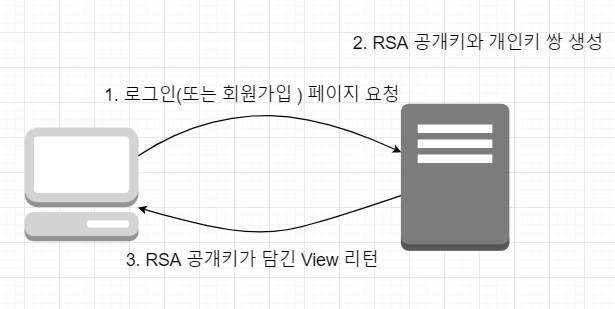 2. RSA 공개키와 개인키 쌍 생성
1. 로그인(또는 회원가입 ) 페이지 요청
3. RSA 공개키가 담긴 View 리턴